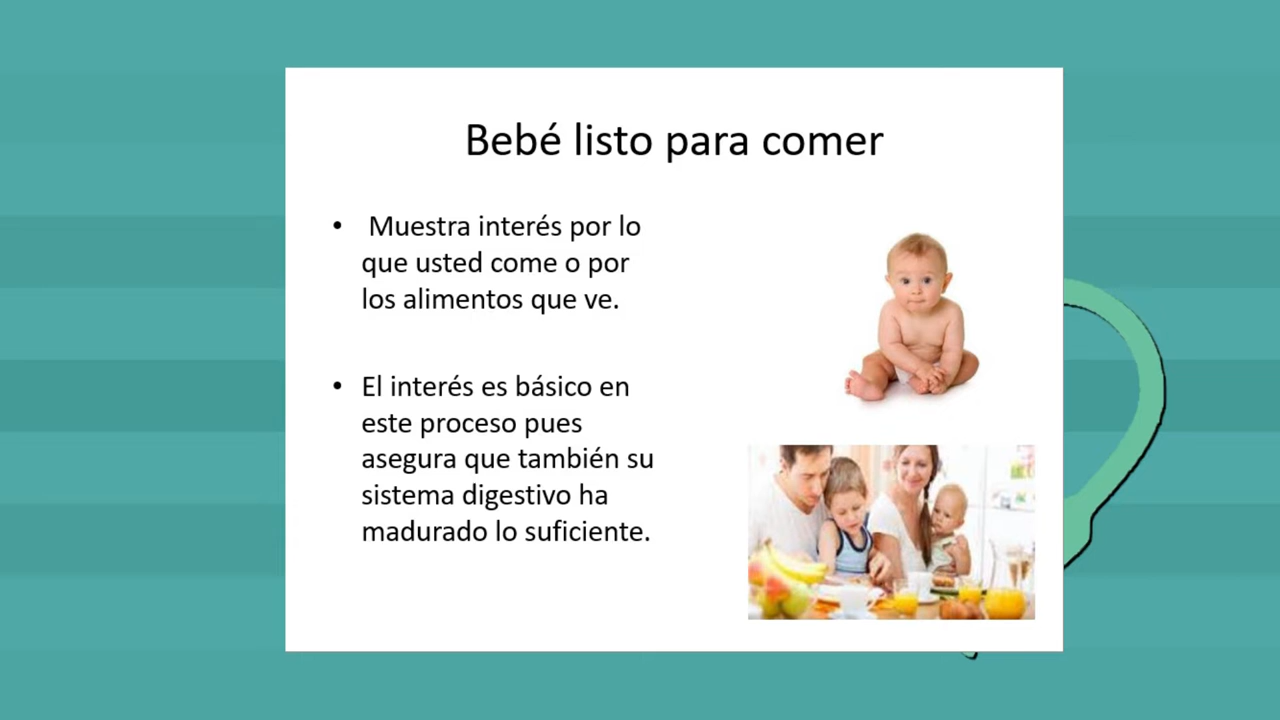 Bebé listo para comer
• Muestra interés por lo
que usted come o por
los alimentos que ve.
• El interés es básico en
este proceso pues
asegura que también su
sistema digestivo ha
madurado lo suficiente.